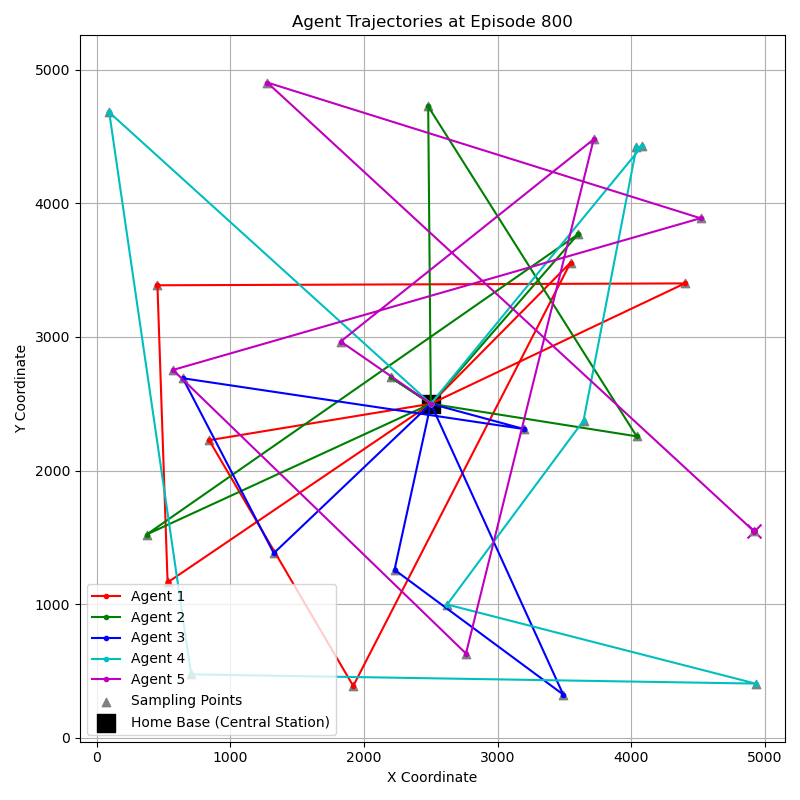 Agent Trajectories at Episode 800
Y Coordinate
5000
4000
3000
2000
1000
0
Agent 1
Agent 2
Agent 3
Agent 4
Agent 5
Sampling Points
Home Base (Central Station)
0 1000 2000 3000 4000 5000
X Coordinate